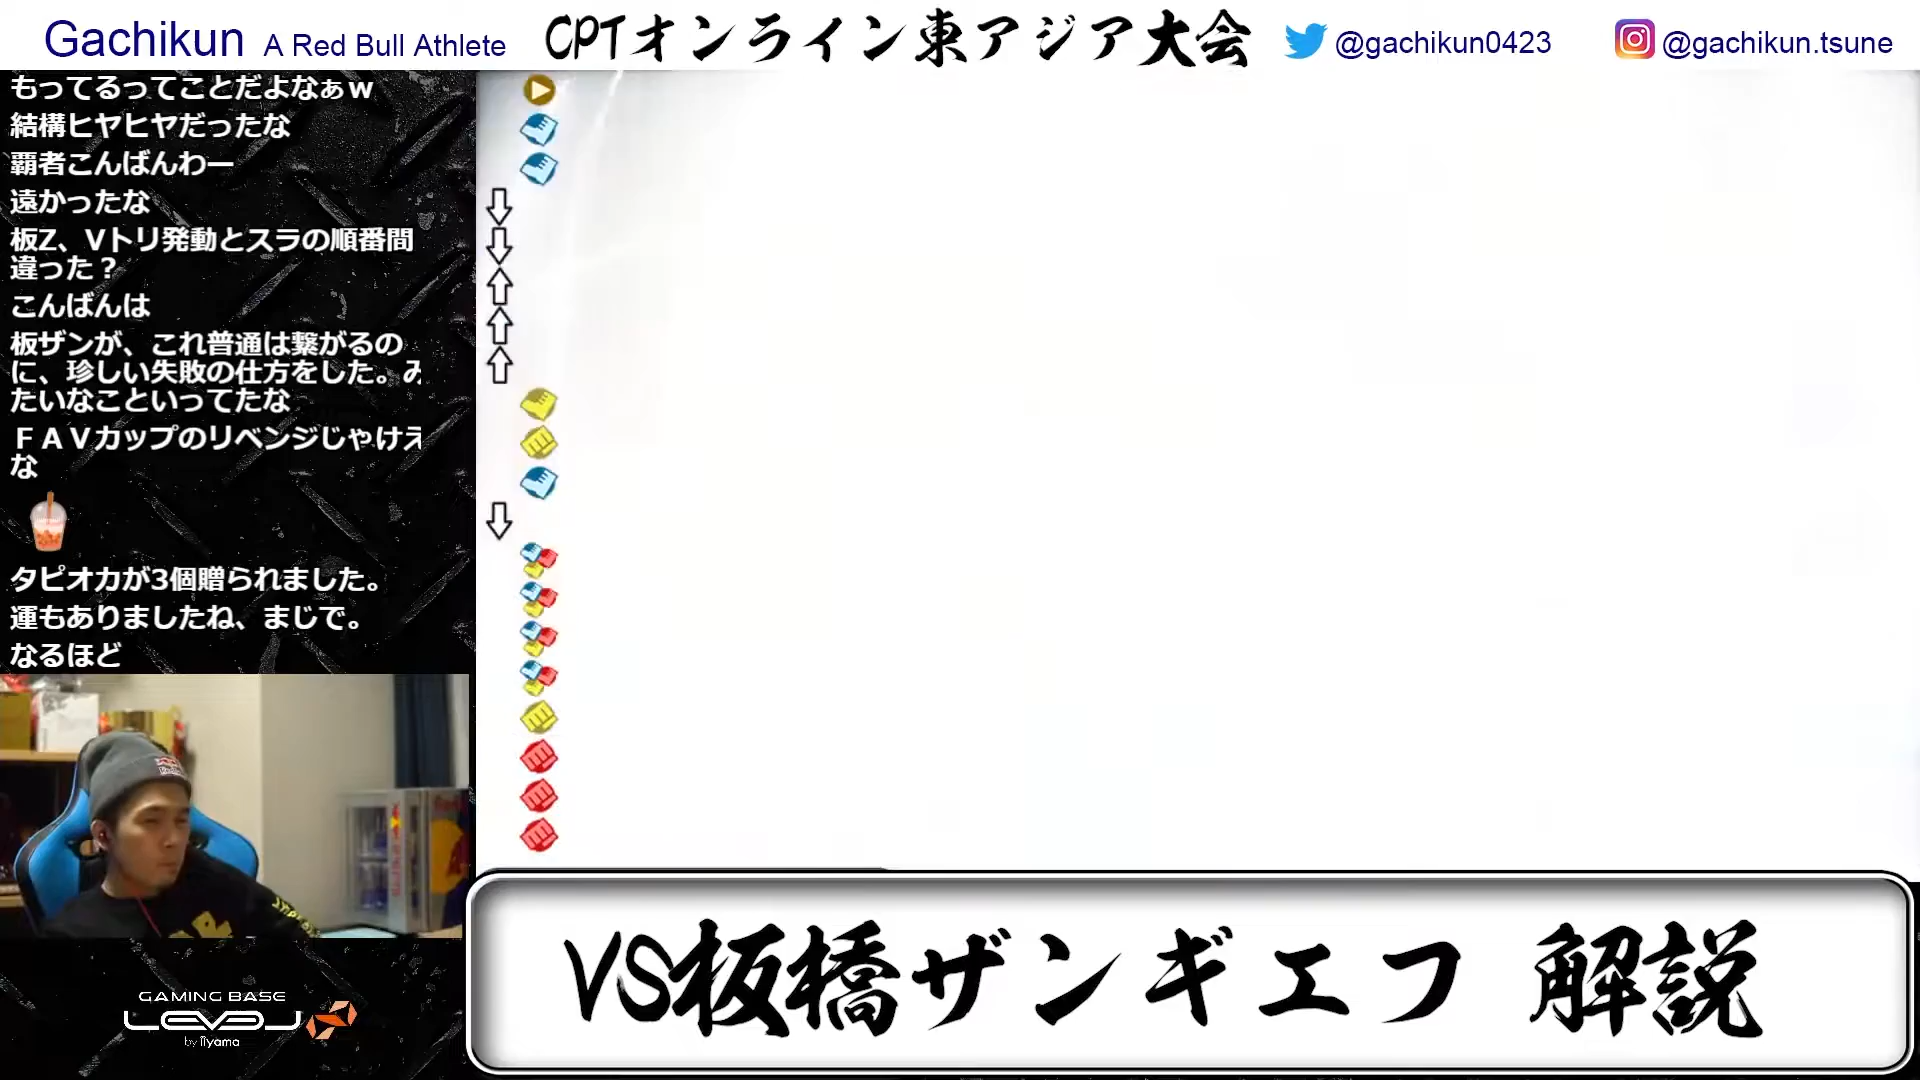 Gachikun A Red Bull Athlete
CPTオンライン東アジア大会
@gachikun0423
@gachikun.tsune
もってるってことだよなぁｗ
結構ヒヤヒヤだったな
覇者こんばんわー
遠かったな
板Z、Vトリ発動とスラの順番間
違った？
こんばんは
板ザンが、これ普通は繋がるの
に、珍しい失敗の仕方をした。み
たいなこといってたな
ＦＡＶカップのリベンジじゃけえ
な
タピオカが3個贈られました。
運もありましたね、まじで。
なるほど
GAMING BASE
LEVEL∞
by iiyama
VS板橋ザンギエフ 解説